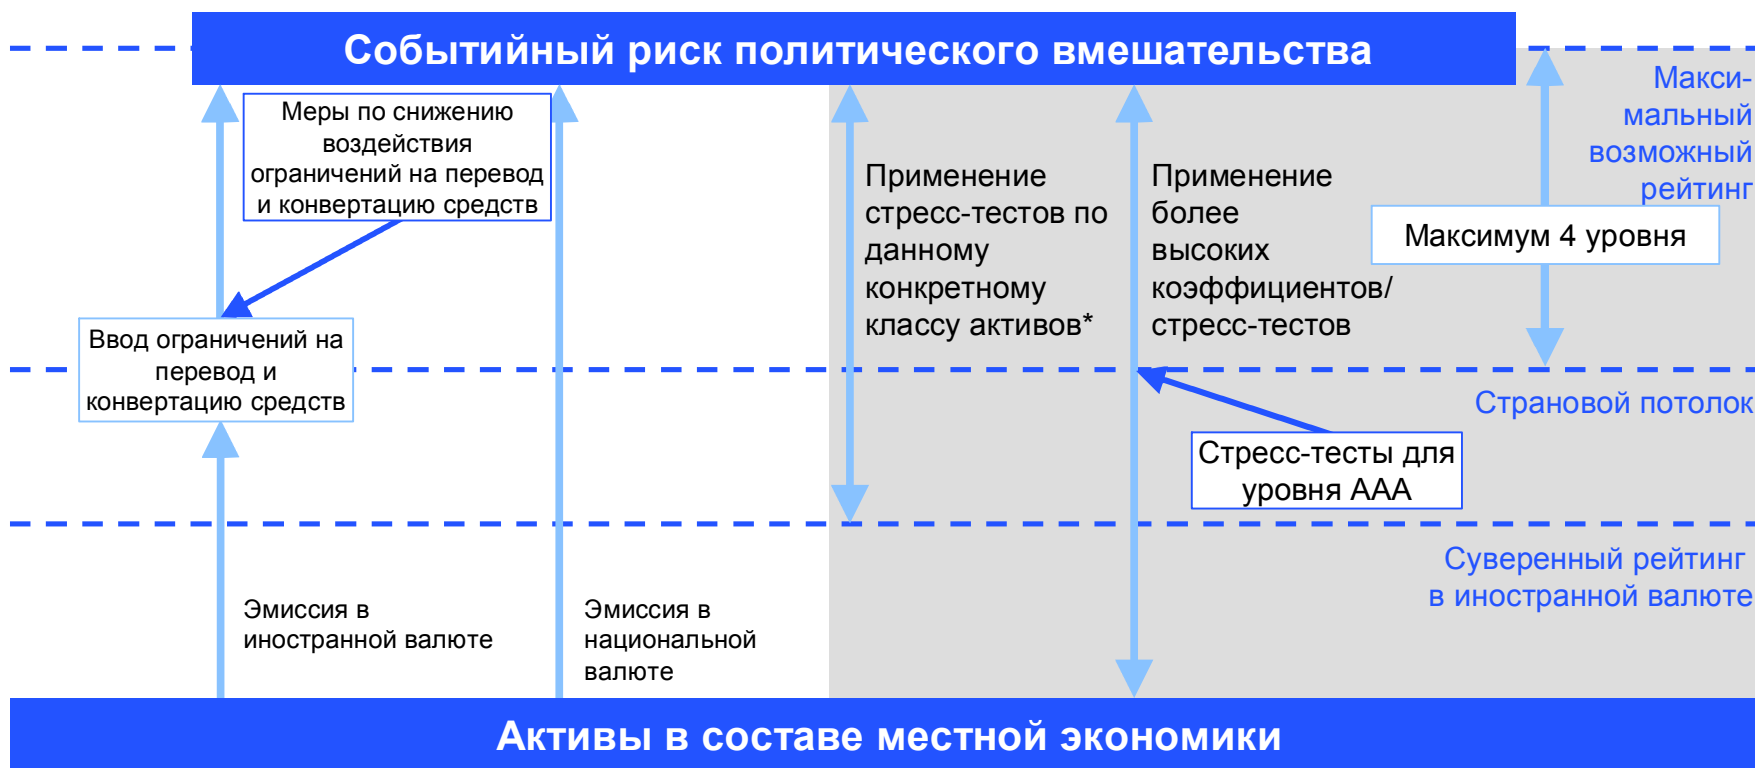 Событийный риск политического вмешательства
Меры по снижению
воздействия
ограничений на перевод
и конвертацию средств
Ввод ограничений на
перевод и
конвертацию средств
Эмиссия в
иностранной валюте
Эмиссия в
национальной
валюте
Применение
стресс-тестов по
данному
конкретному
классу активов*
Применение
более
высоких
коэффициентов/
стресс-тестов
Макси-
мальный
возможный
рейтинг
Максимум 4 уровня
Страновой потолок
Стресс-тесты для
уровня AAA
Суверенный рейтинг
в иностранной валюте
Активы в составе местной экономики